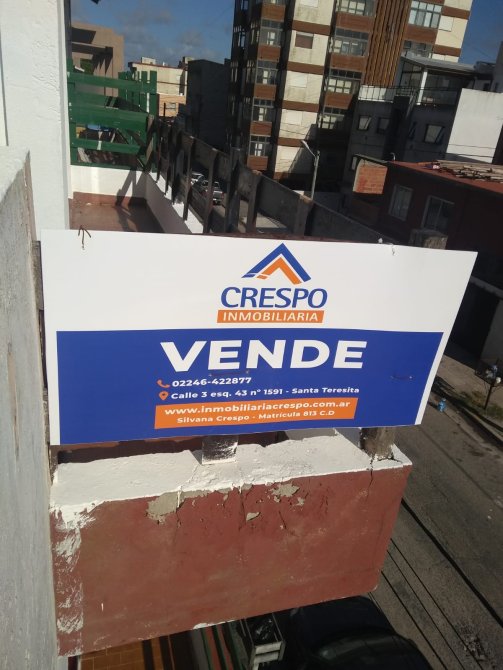 CRESPO
INMOBILIARIA
VENDE
02246-422877
Calle 3 esq. 43 nº 1591 - Santa Teresita
www.inmobiliariacrespo.com.ar
Silvana Crespo - Matrícula 813 C.D